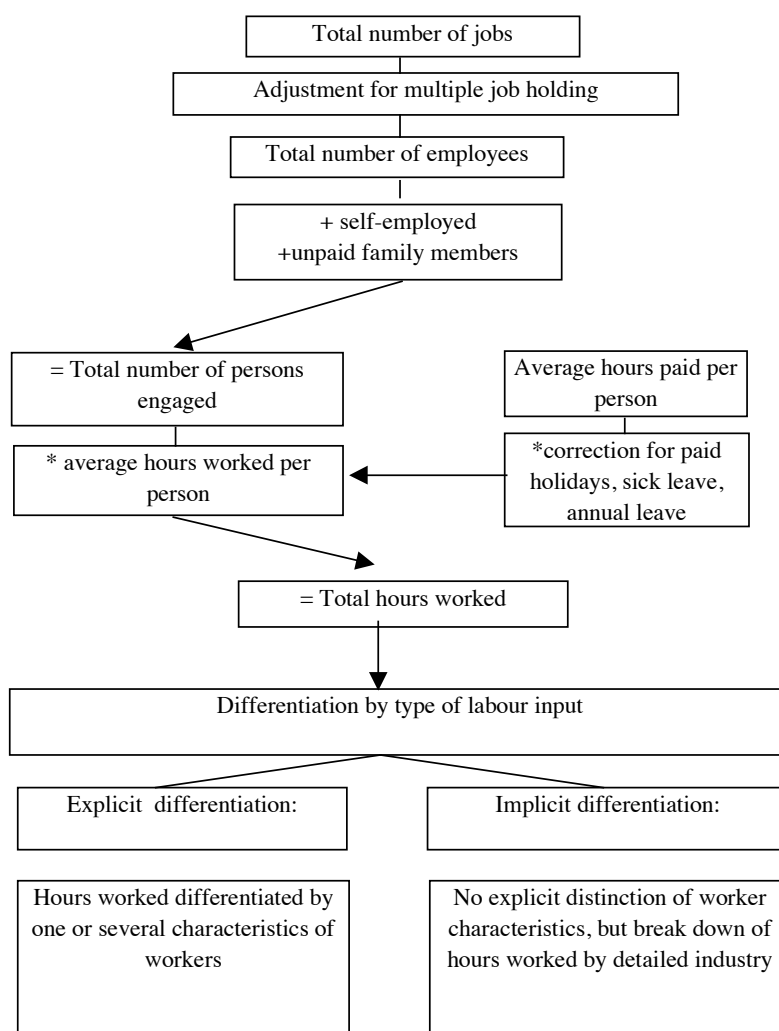 Total number of jobs
Adjustment for multiple job holding
Total number of employees
+ self-employed
+unpaid family members
= Total number of persons
engaged
Average hours paid per
person
* average hours worked per
person
*correction for paid
holidays, sick leave,
annual leave
= Total hours worked
Differentiation by type of labour input
Explicit differentiation:
Implicit differentiation:
Hours worked differentiated by
one or several characteristics of
workers
No explicit distinction of worker
characteristics, but break down of
hours worked by detailed industry